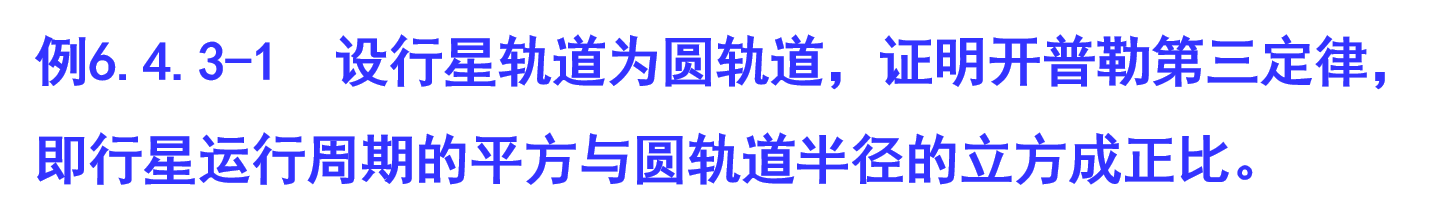 例6.4.3-1 设行星轨道为圆轨道，证明开普勒第三定律，
即行星运行周期的平方与圆轨道半径的立方成正比。